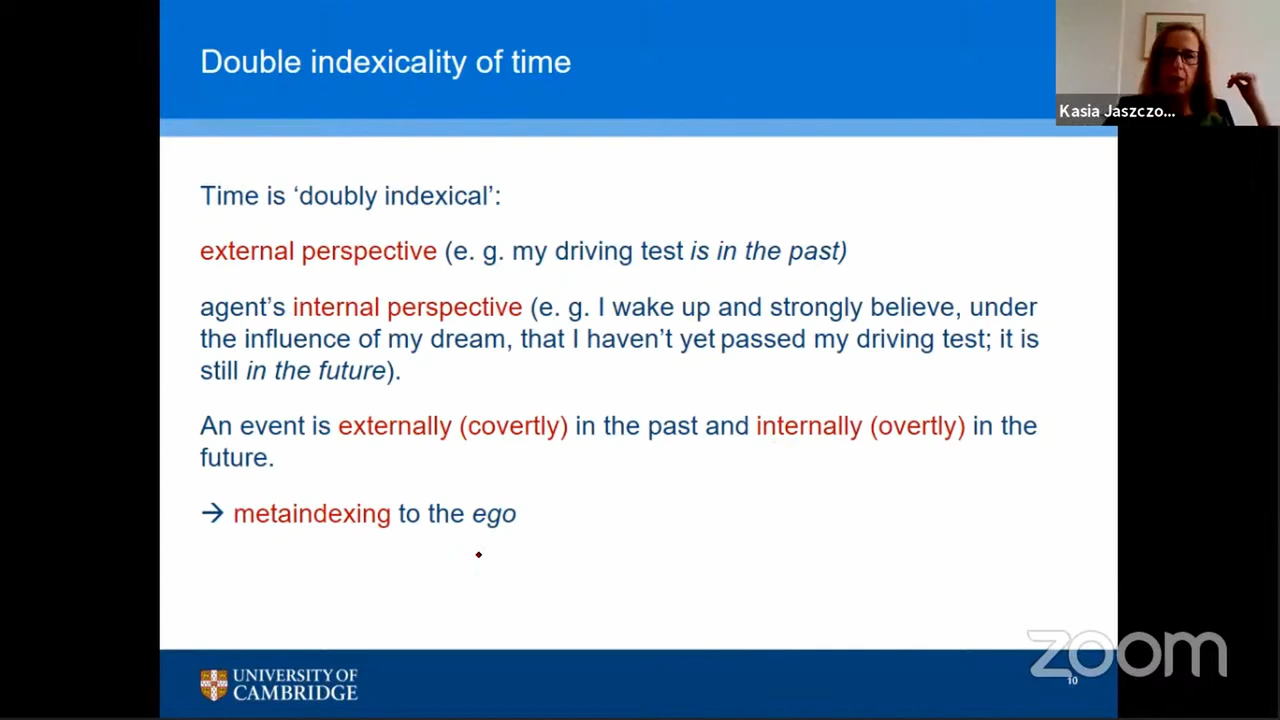 Double indexicality of time
Kasia Jaszczo...
Time is ‘doubly indexical’:
external perspective (e. g. my driving test is in the past)
agent’s internal perspective (e. g. I wake up and strongly believe, under
the influence of my dream, that I haven’t yet passed my driving test; it is
still in the future).
An event is externally (covertly) in the past and internally (overtly) in the
future.
→ metaindexing to the ego
zoom
UNIVERSITY OF
CAMBRIDGE
10